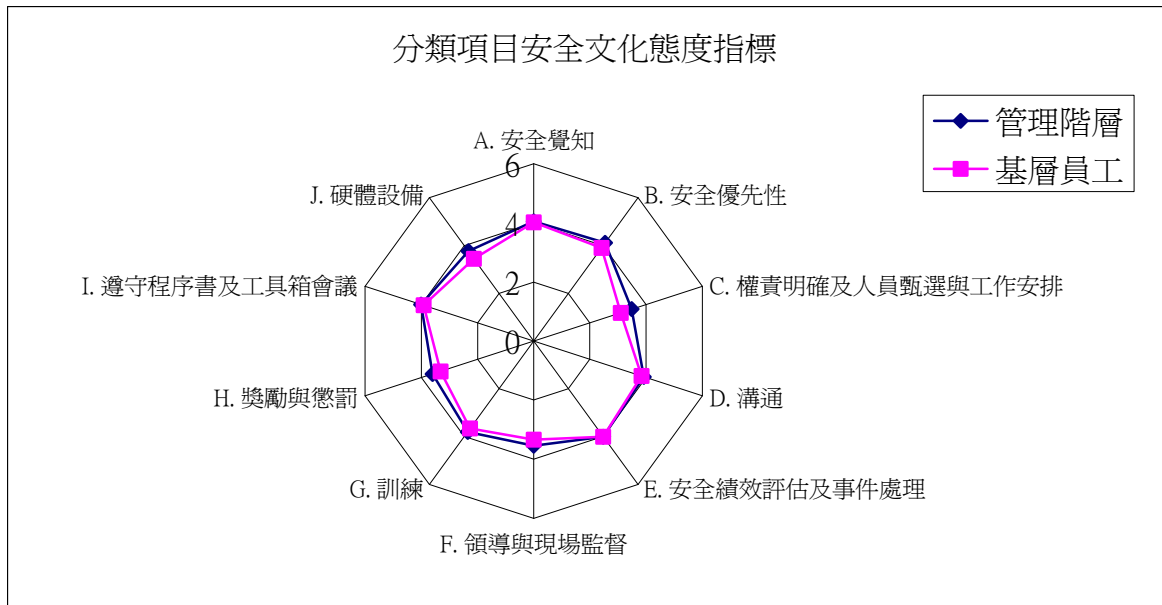 分類項目安全文化態度指標
管理階層
基層員工
A. 安全覺知
B. 安全優先性
C. 權責明確及人員甄選與工作安排
D. 溝通
E. 安全績效評估及事件處理
F. 領導與現場監督
G. 訓練
H. 獎勵與懲罰
I. 遵守程序書及工具箱會議
J. 硬體設備
6
4
2
0